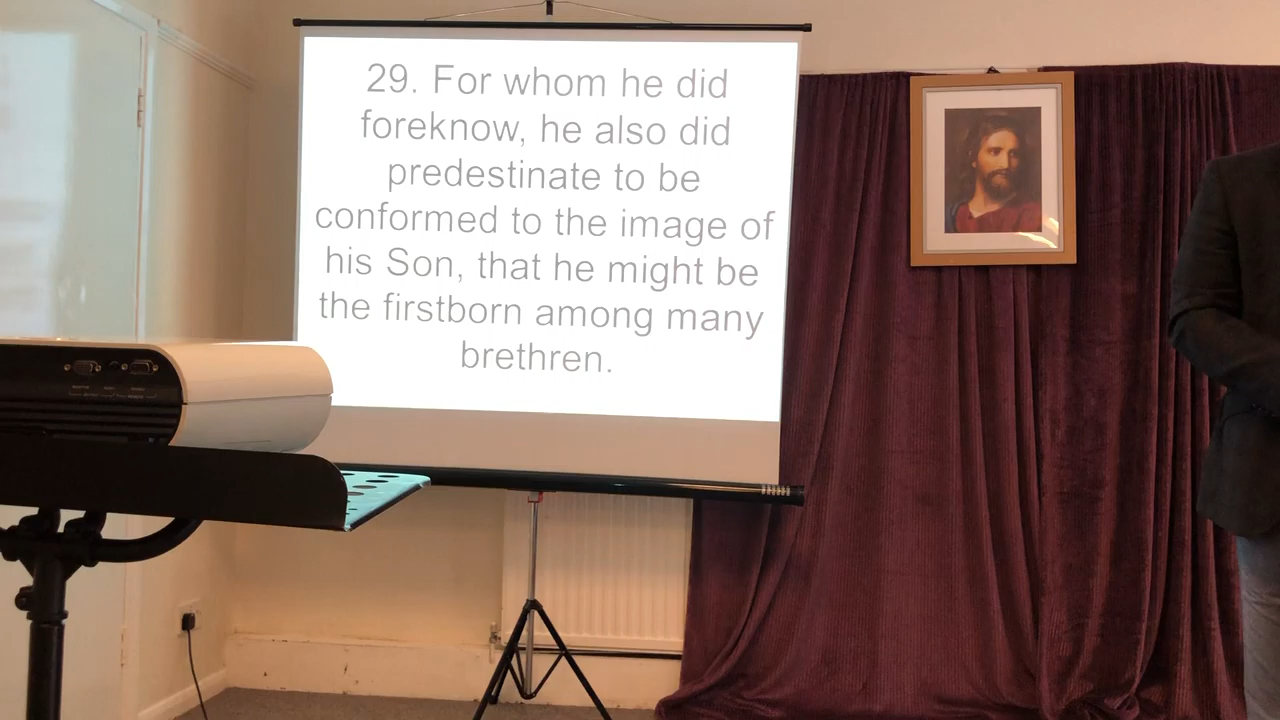 29. For whom he did
foreknow, he also did
predestinate to be
conformed to the image of
his Son, that he might be
the firstborn among many
brethren.